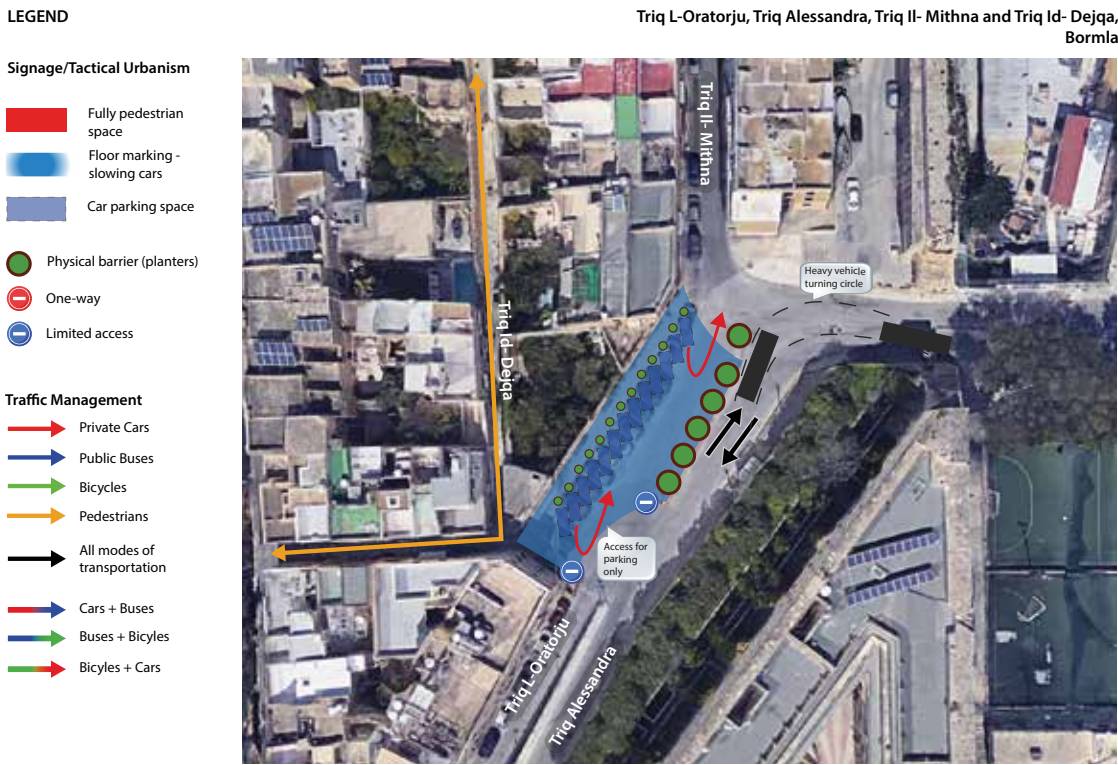 LEGEND
Triq L-Oratorju, Triq Alessandra, Triq Il- Mithna and Triq Id- Dejqa,
Bormla
Signage/Tactical Urbanism
Fully pedestrian
space
Floor marking -
slowing cars
Car parking space
Physical barrier (planters)
One-way
Limited access
Traffic Management
Private Cars
Public Buses
Bicycles
Pedestrians
All modes of
transportation
Cars + Buses
Buses + Bicyles
Bicyles + Cars
Triq Il- Mithna
Heavy vehicle
turning circle
Triq Id- Dejqa
Access for
parking
only
Triq L-Oratorju
Triq Alessandra